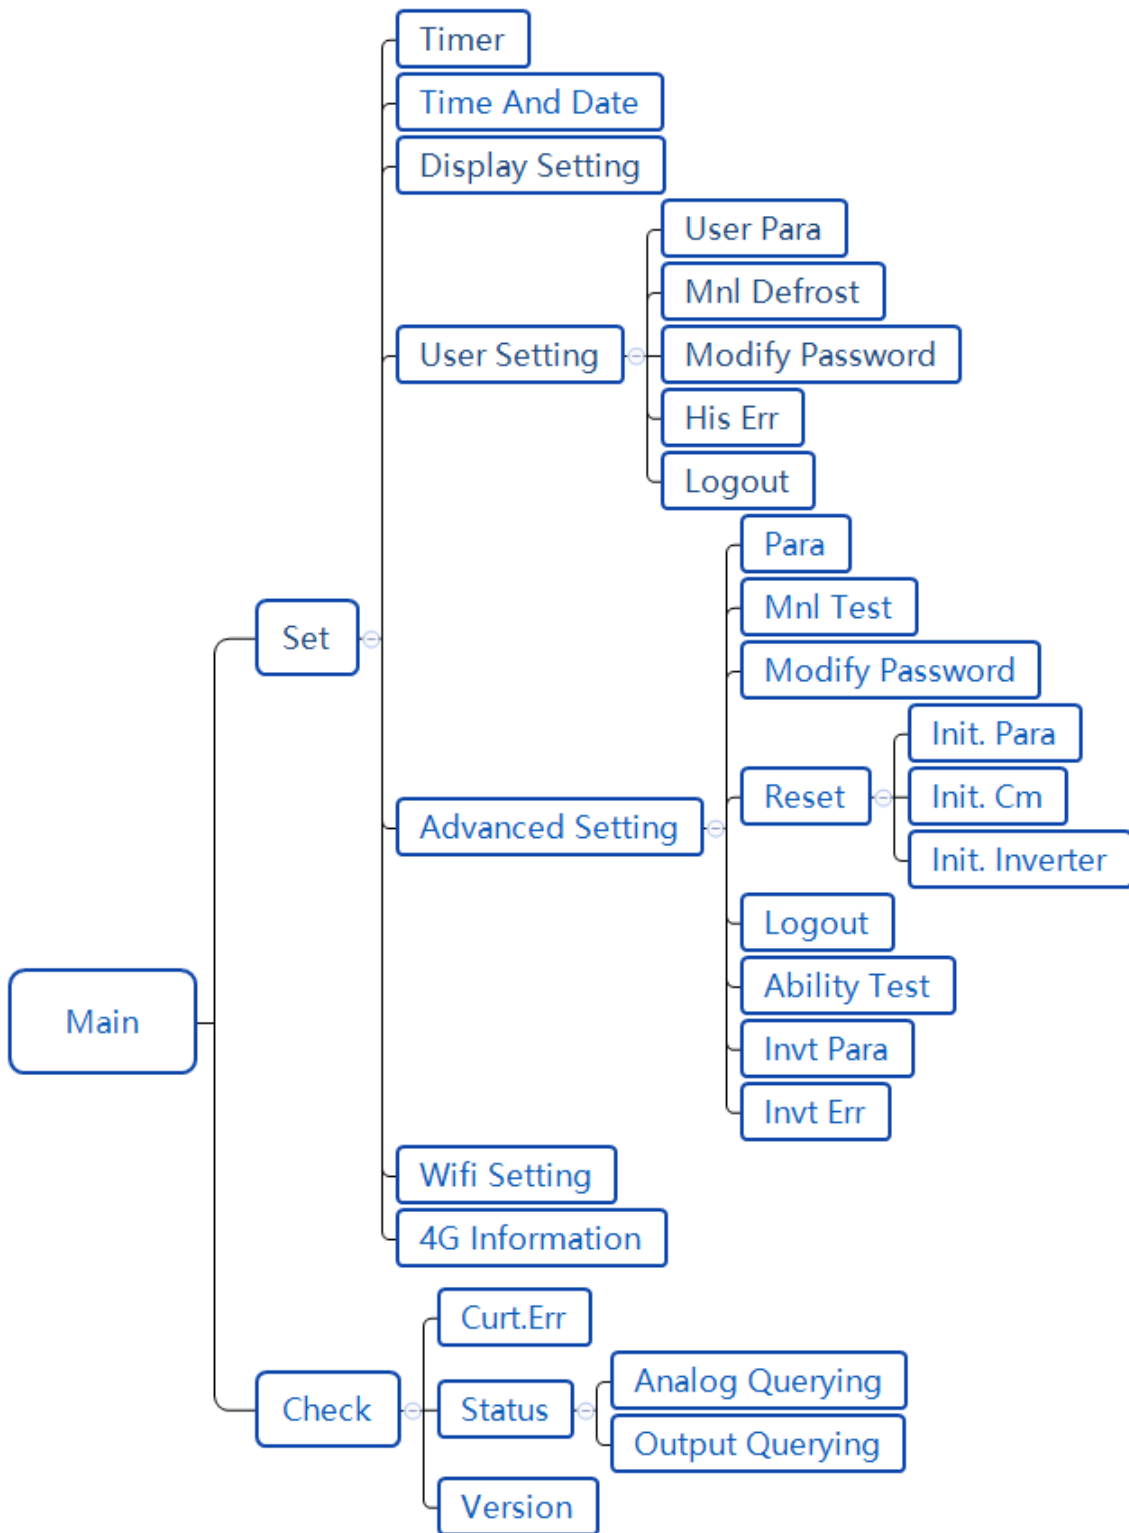 Timer
Time And Date
Display Setting
User Para
Mnl Defrost
User Setting
Modify Password
His Err
Logout
Para
Mnl Test
Set
Modify Password
Init. Para
Reset
Init. Cm
Advanced Setting
Init. Inverter
Logout
Ability Test
Main
Invt Para
Invt Err
Wifi Setting
4G Information
Curt.Err
Analog Querying
Check
Status
Output Querying
Version